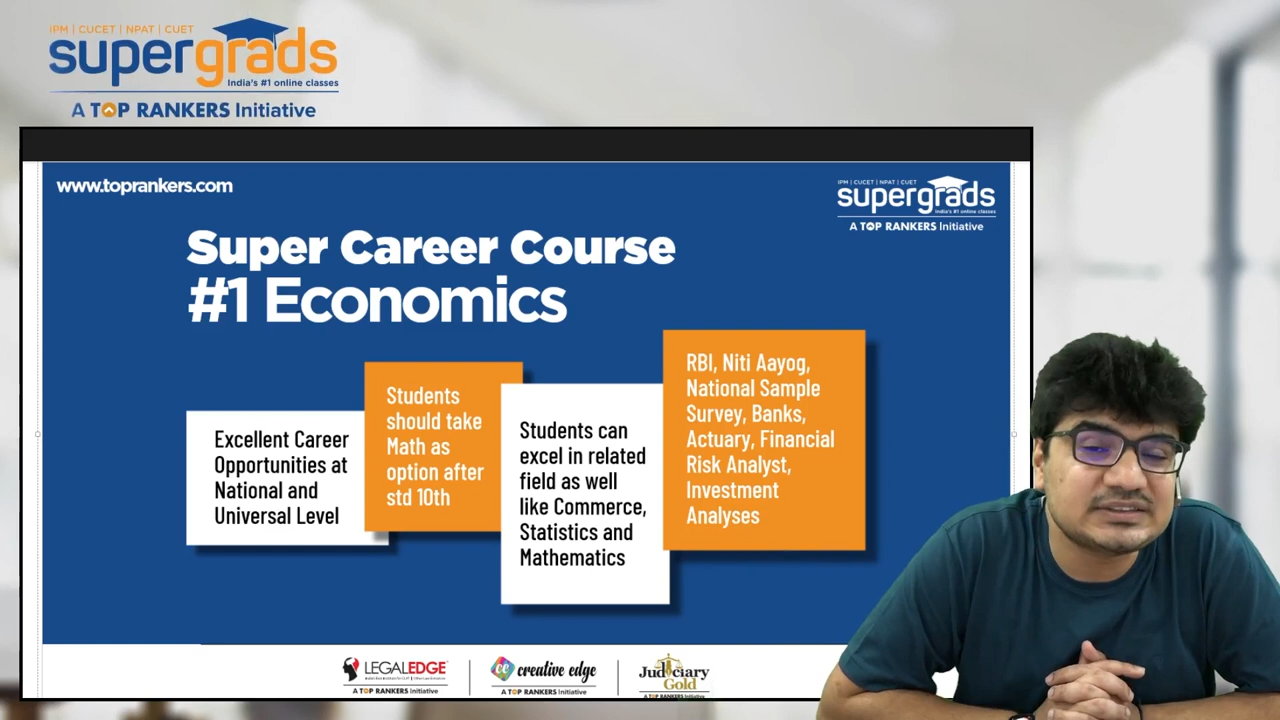 IPM | CUCET | NPAT | CUET
supergrads
India's #1 online classes
A TOP RANKERS Initiative
www.toprankers.com
IPM | CUCET | NPAT | CUET
supergrads
India's #1 online classes
A TOP RANKERS Initiative
Super Career Course
#1 Economics
Excellent Career
Opportunities at
National and
Universal Level
Students
should take
Math as
option after
std 10th
Students can
excel in related
field as well
like Commerce,
Statistics and
Mathematics
RBI, Niti Aayog,
National Sample
Survey, Banks,
Actuary, Financial
Risk Analyst,
Investment
Analyses
LEGALEDGE
A TOP RANKERS Initiative
ce creative edge
A TOP RANKERS Initiative
Judiciary
Gold
A TOP RANKERS Initiative